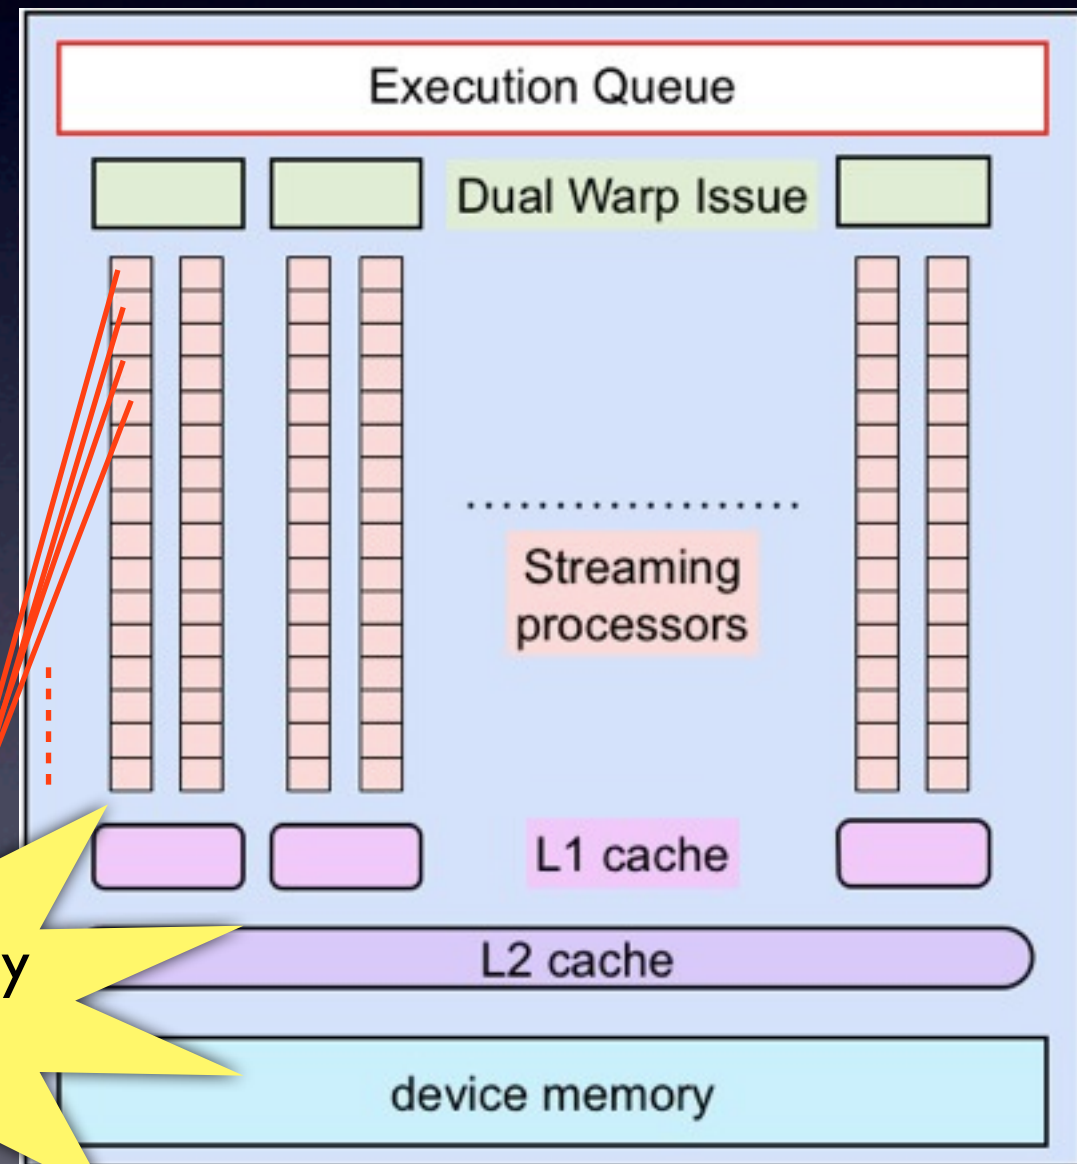 Execution Queue
Dual Warp Issue
Streaming
processors
L1 cache
y
L2 cache
device memory